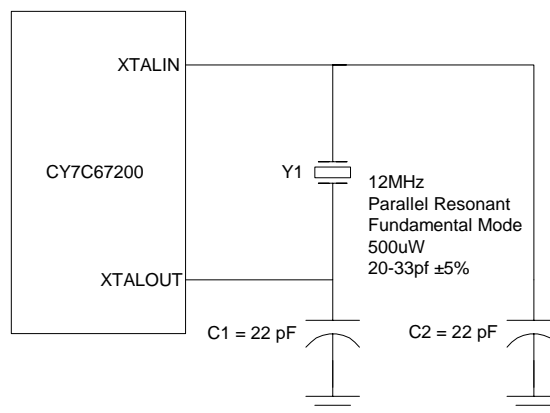 XTALIN
CY7C67200
Y1
12MHz
Parallel Resonant
Fundamental Mode
500uW
20-33pf ±5%
XTALOUT
C1 = 22 pF
C2 = 22 pF